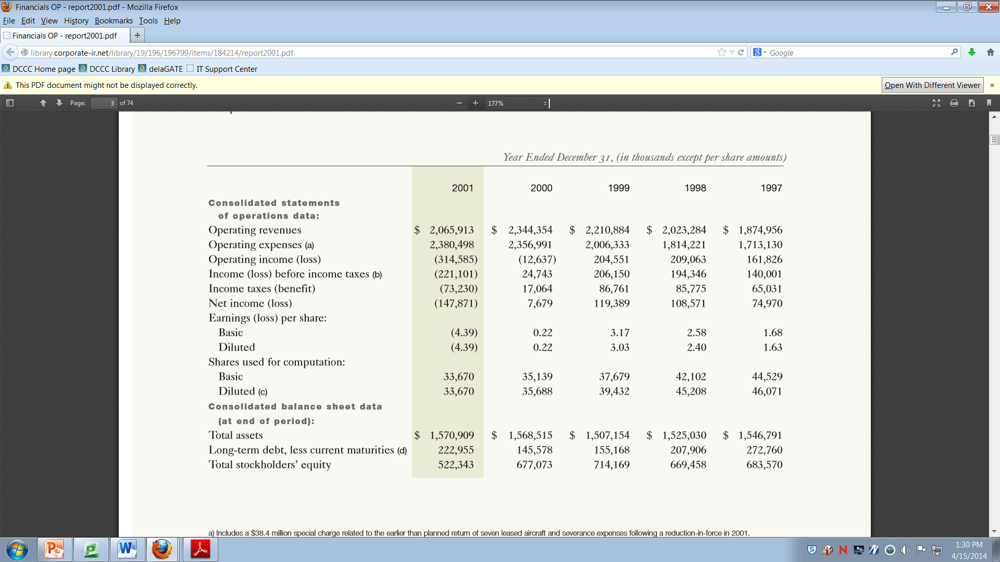 Financials OP - report2001.pdf - Mozilla Firefox
File Edit View History Bookmarks Tools Help
Financials OP - report2001.pdf +
library.corporate-ir.net/library/19/196/196799/items/184214/report2001.pdf Google
DCCC Home page DCCC Library delaGATE IT Support Center
This PDF document might not be displayed correctly. Open With Different Viewer ×
Page: 3 of 74 177%
Year Ended December 31, (in thousands except per share amounts)
2001 2000 1999 1998 1997
Consolidated statements
of operations data:
Operating revenues $ 2,065,913 $ 2,344,354 $ 2,210,884 $ 2,023,284 $ 1,874,956
Operating expenses (a) 2,380,498 2,356,991 2,006,333 1,814,221 1,713,130
Operating income (loss) (314,585) (12,637) 204,551 209,063 161,826
Income (loss) before income taxes (b) (221,101) 24,743 206,150 194,346 140,001
Income taxes (benefit) (73,230) 17,064 86,761 85,775 65,031
Net income (loss) (147,871) 7,679 119,389 108,571 74,970
Earnings (loss) per share:
Basic (4.39) 0.22 3.17 2.58 1.68
Diluted (4.39) 0.22 3.03 2.40 1.63
Shares used for computation:
Basic 33,670 35,139 37,679 42,102 44,529
Diluted (c) 33,670 35,688 39,432 45,208 46,071
Consolidated balance sheet data
(at end of period):
Total assets $ 1,570,909 $ 1,568,515 $ 1,507,154 $ 1,525,030 $ 1,546,791
Long-term debt, less current maturities (d) 222,955 145,578 155,168 207,906 272,760
Total stockholders’ equity 522,343 677,073 714,169 669,458 683,570
a) Includes a $38.4 million special charge related to the earlier than planned return of seven leased aircraft and severance expenses following a reduction-in-force in 2001.
1:30 PM
4/15/2014